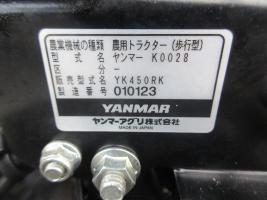 農業機械の種類 農用トラクター(歩行型)
型式名 ヤンマー K0028
区分 -
販売型式名 YK450RK
製造番号 010123
YANMAR
ヤンマーアグリ株式会社
MADE IN JAPAN